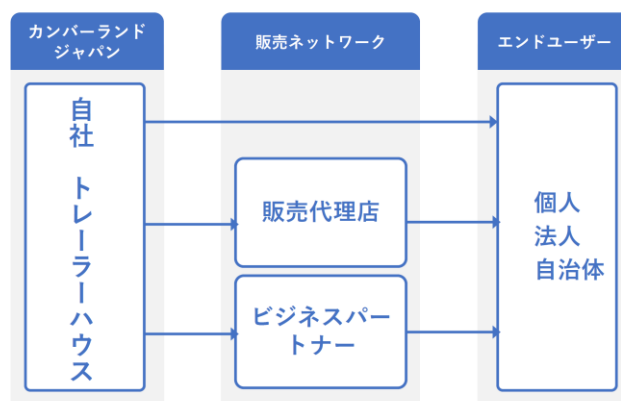 カンバーランド
ジャパン
販売ネットワーク
エンドユーザー
自社　トレーラーハウス
販売代理店
ビジネスパー
トナー
個人
法人
自治体